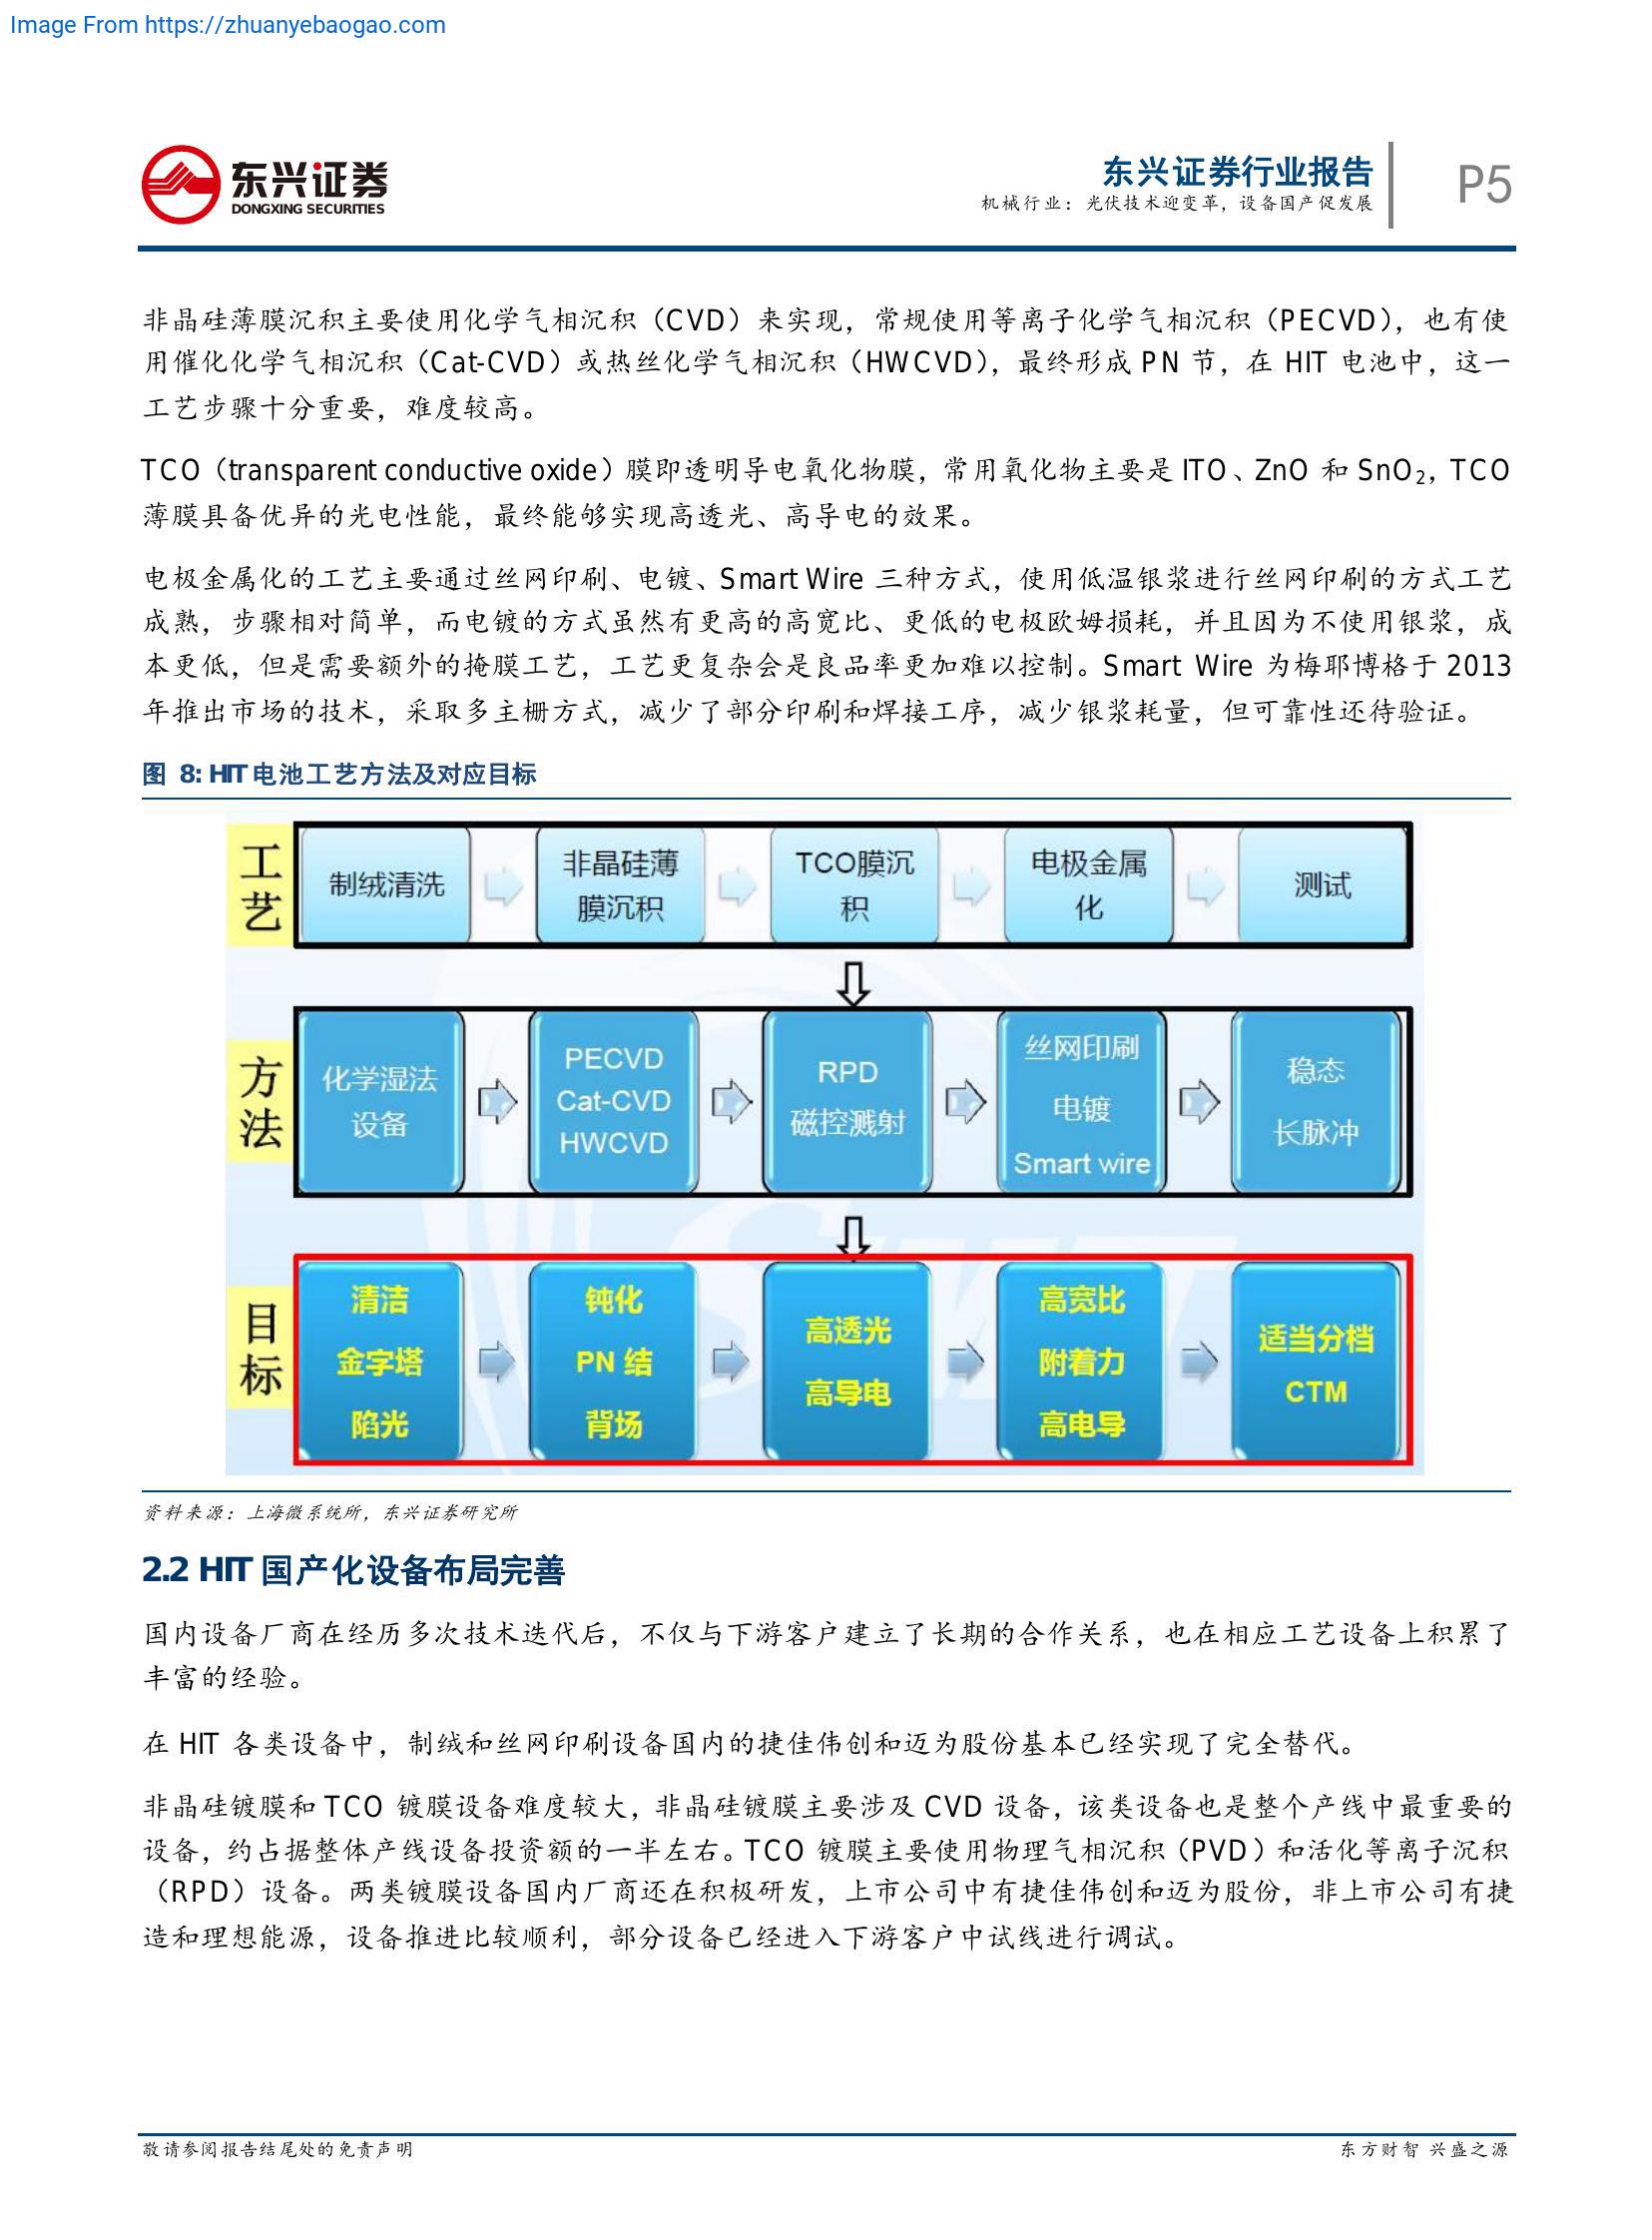 Image From https://zhuanyebaogao.com
东兴证券
DONGXING SECURITIES
东兴证券行业报告
机械行业：光伏技术迎变革，设备国产促发展
P5
非晶硅薄膜沉积主要使用化学气相沉积（CVD）来实现，常规使用等离子化学气相沉积（PECVD），也有使
用催化化学气相沉积（Cat-CVD）或热丝化学气相沉积（HWCVD），最终形成 PN 节，在 HIT 电池中，这一
工艺步骤十分重要，难度较高。
TCO（transparent conductive oxide）膜即透明导电氧化物膜，常用氧化物主要是 ITO、ZnO 和 SnO₂，TCO
薄膜具备优异的光电性能，最终能够实现高透光、高导电的效果。
电极金属化的工艺主要通过丝网印刷、电镀、Smart Wire 三种方式，使用低温银浆进行丝网印刷的方式工艺
成熟，步骤相对简单，而电镀的方式虽然有更高的高宽比、更低的电极欧姆损耗，并且因为不使用银浆，成
本更低，但是需要额外的掩膜工艺，工艺更复杂会是良品率更加难以控制。Smart Wire 为梅耶博格于 2013
年推出市场的技术，采取多主栅方式，减少了部分印刷和焊接工序，减少银浆耗量，但可靠性还待验证。
图 8: HIT 电池工艺方法及对应目标
工艺
制绒清洗
非晶硅薄
膜沉积
TCO膜沉
积
电极金属
化
测试
方法
化学湿法
设备
PECVD
Cat-CVD
HWCVD
RPD
磁控溅射
丝网印刷
电镀
Smart wire
稳态
长脉冲
目标
清洁
金字塔
陷光
钝化
PN 结
背场
高透光
高导电
高宽比
附着力
高电导
适当分档
CTM
资料来源：上海微系统所，东兴证券研究所
2.2 HIT 国产化设备布局完善
国内设备厂商在经历多次技术迭代后，不仅与下游客户建立了长期的合作关系，也在相应工艺设备上积累了
丰富的经验。
在 HIT 各类设备中，制绒和丝网印刷设备国内的捷佳伟创和迈为股份基本已经实现了完全替代。
非晶硅镀膜和 TCO 镀膜设备难度较大，非晶硅镀膜主要涉及 CVD 设备，该类设备也是整个产线中最重要的
设备，约占据整体产线设备投资额的一半左右。TCO 镀膜主要使用物理气相沉积（PVD）和活化等离子沉积
（RPD）设备。两类镀膜设备国内厂商还在积极研发，上市公司中有捷佳伟创和迈为股份，非上市公司有捷
造和理想能源，设备推进比较顺利，部分设备已经进入下游客户中试线进行调试。
敬请参阅报告结尾处的免责声明
东方财智 兴盛之源